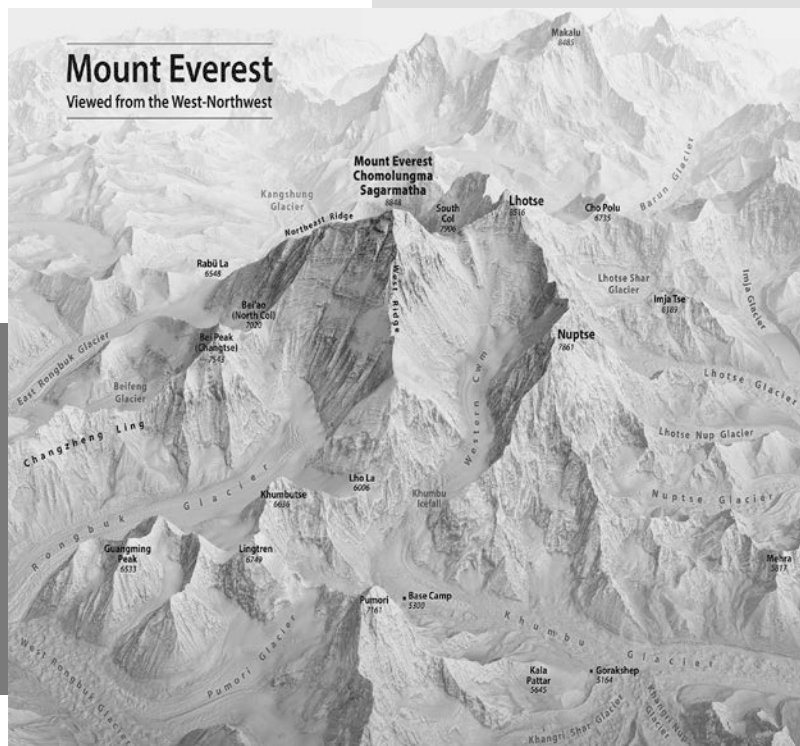 Mount Everest
Viewed from the West-Northwest
Makalu
8485
Mount Everest
Chomolungma
Sagarmatha
8848
Kangshung
Glacier
Northeast Ridge
South
Col
7906
Lhotse
8516
Cho Polu
6735
Barun Glacier
Rabü La
6548
Bei'ao
(North Col)
7020
Bei Peak
(Changtse)
7543
West Ridge
Lhotse Shar
Glacier
Imja Tse
6189
Imja Glacier
Nuptse
7861
East Rongbuk Glacier
Beifeng
Glacier
Western Cwm
Lhotse Glacier
Changzheng Ling
Lhotse Nup Glacier
Rongbuk Glacier
Khumbutse
6636
Lho La
6006
Khumbu
Icefall
Nuptse Glacier
Guangming
Peak
6533
Lingtren
6749
Mehra
5817
Pumori
7161
Base Camp
5300
Khumbu Glacier
West Rongbuk Glacier
Pumori Glacier
Kala
Pattar
5645
Gorakshep
5164
Khangri Shar Glacier
Khangri Nup
Glacier